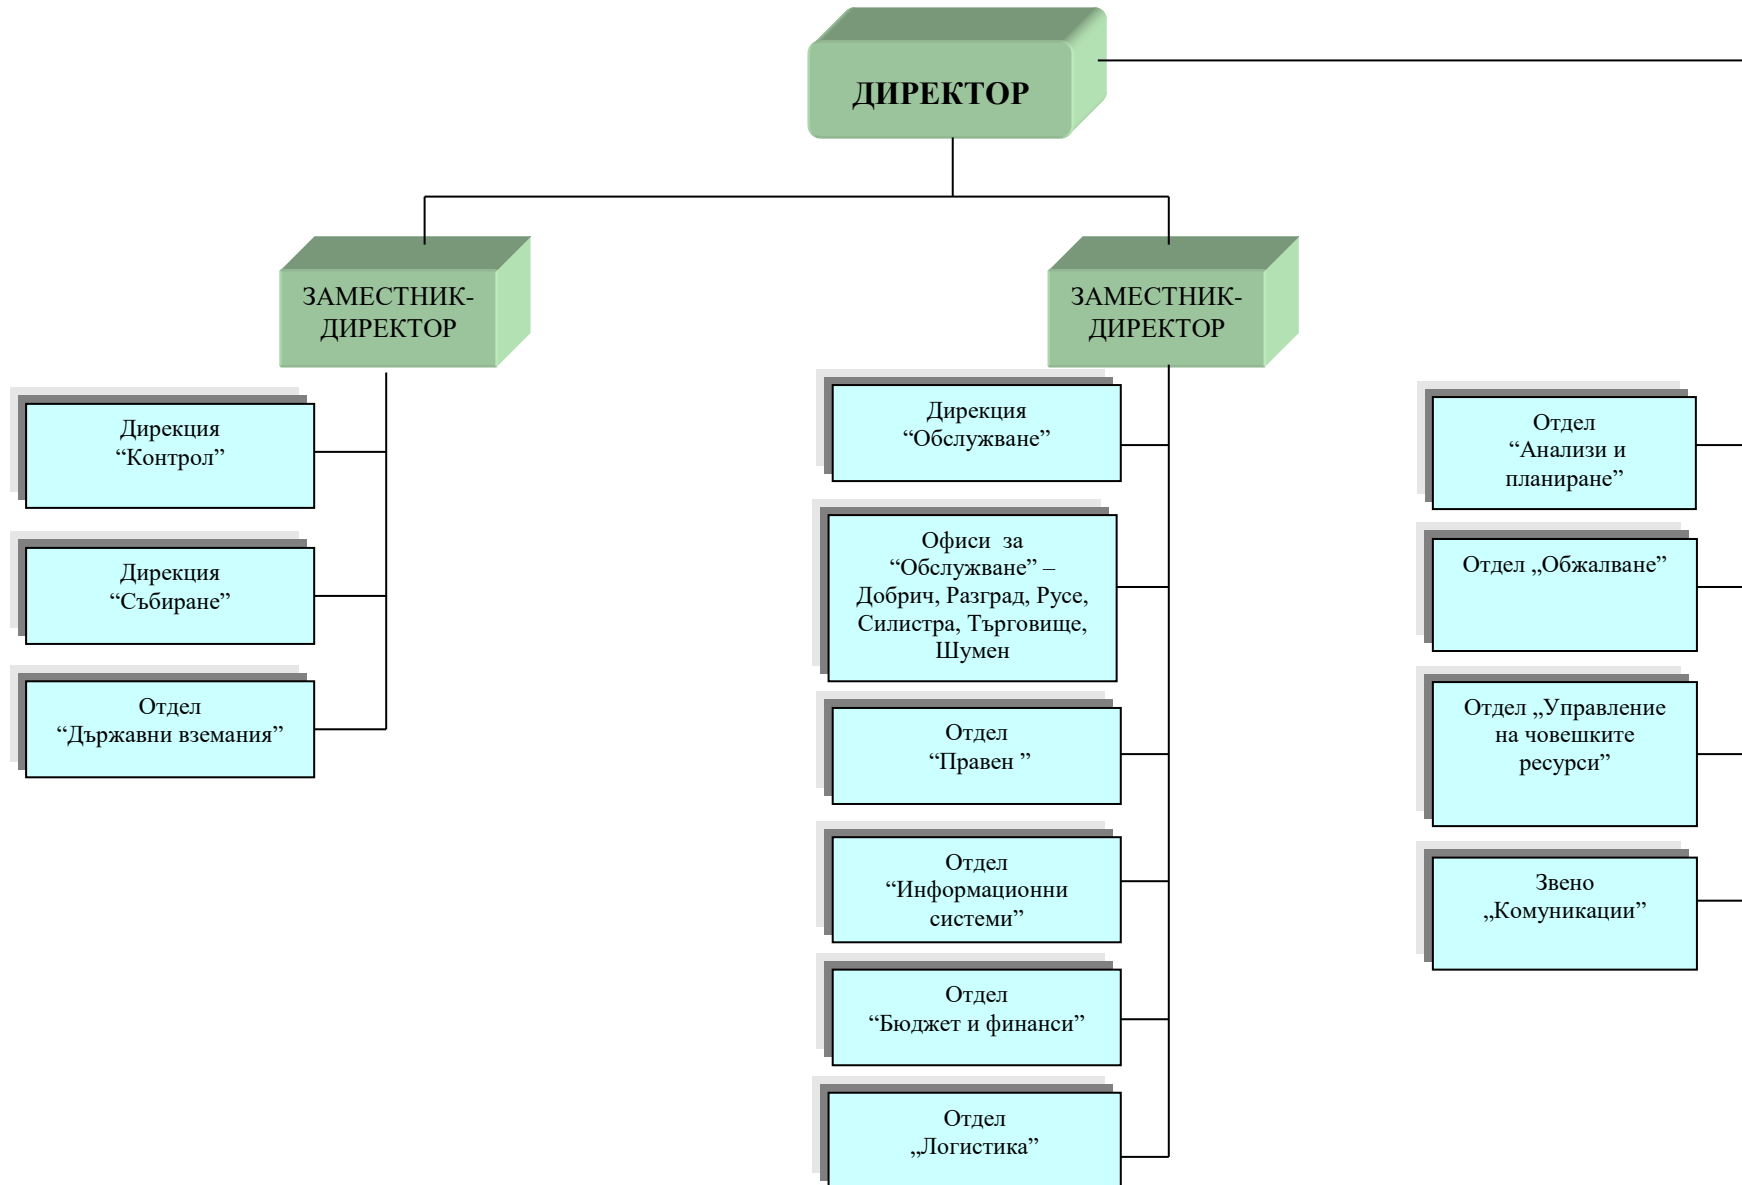 ДИРЕКТОР
ЗАМЕСТНИК-
ДИРЕКТОР
ЗАМЕСТНИК-
ДИРЕКТОР
Дирекция
“Контрол”
Дирекция
“Събиране”
Отдел
“Държавни вземания”
Дирекция
“Обслужване”
Офиси  за
“Обслужване” –
Добрич, Разград, Русе,
Силистра, Търговище,
Шумен
Отдел
“Правен ”
Отдел
“Информационни
системи”
Отдел
“Бюджет и финанси”
Отдел
„Логистика”
Отдел
“Анализи и
планиране”
Отдел „Обжалване”
Отдел „Управление
на човешките
ресурси”
Звено
„Комуникации”